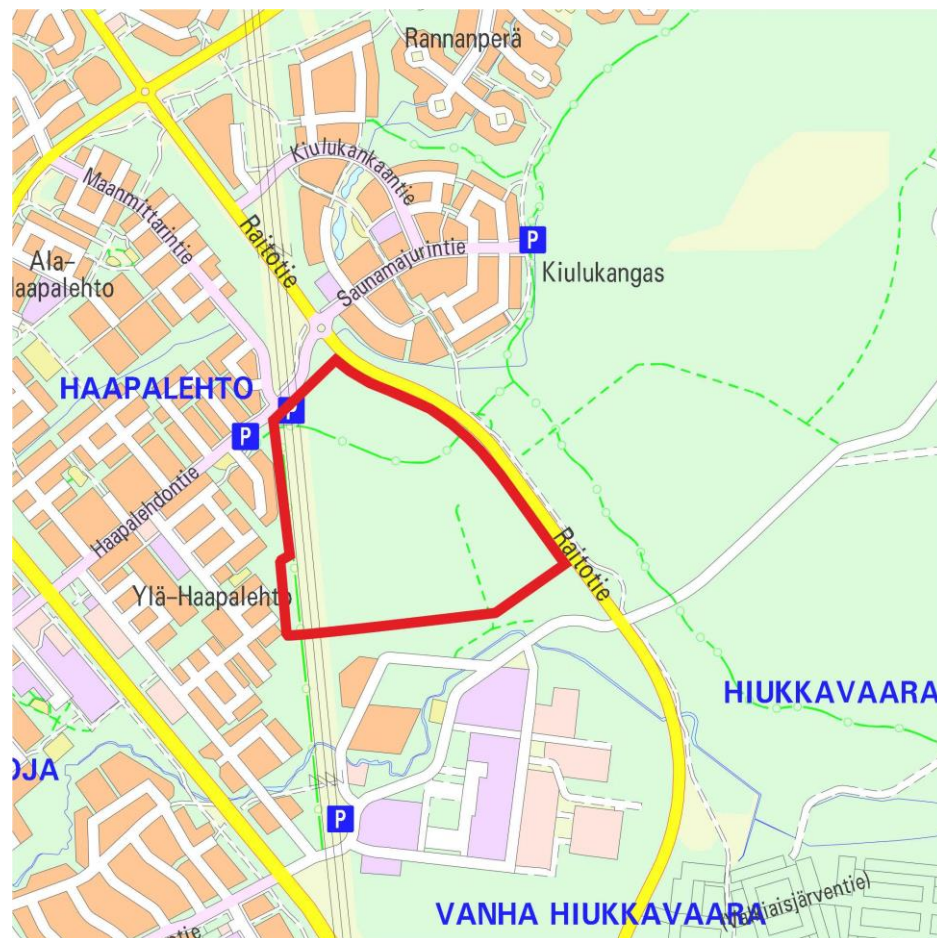 Rannanperä
Kiulukankaantie
Maanmittarintie
Raitotie
Ala-
Haapalehto
Saunamajurintie
P
Kiulukangas
HAAPALEHTO
P
P
Haapalehdontie
Raitotie
Ylä-Haapalehto
HIUKKAVAARA
OJA
P
VANHA HIUKKAVAARA